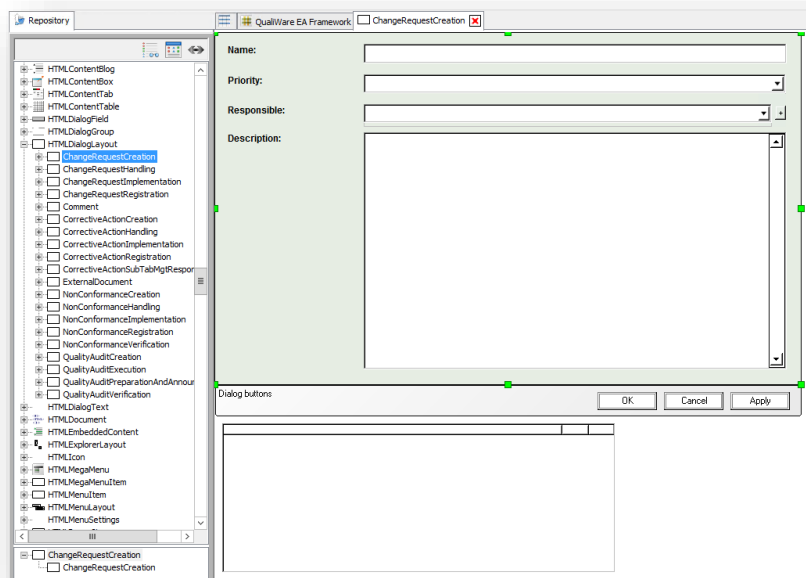 Repository
QualiWare EA Framework
ChangeRequestCreation
HTMLContentBlog
HTMLContentBox
HTMLContentTab
HTMLContentTable
HTMLDialogField
HTMLDialogGroup
HTMLDialogLayout
ChangeRequestCreation
ChangeRequestHandling
ChangeRequestImplementation
ChangeRequestRegistration
Comment
CorrectiveActionCreation
CorrectiveActionHandling
CorrectiveActionImplementation
CorrectiveActionRegistration
CorrectiveActionSubTabMgtRespor
ExternalDocument
NonConformanceCreation
NonConformanceHandling
NonConformanceImplementation
NonConformanceRegistration
NonConformanceVerification
QualityAuditCreation
QualityAuditExecution
QualityAuditPreparationAndAnnour
QualityAuditVerification
HTMLDialogText
HTMLDocument
HTMLEmbeddedContent
HTMLExplorerLayout
HTMLIcon
HTMLMegaMenu
HTMLMegaMenuItem
HTMLMenuItem
HTMLMenuLayout
HTMLMenuSettings
ChangeRequestCreation
ChangeRequestCreation
Name:
Priority:
Responsible:
Description:
Dialog buttons
OK
Cancel
Apply